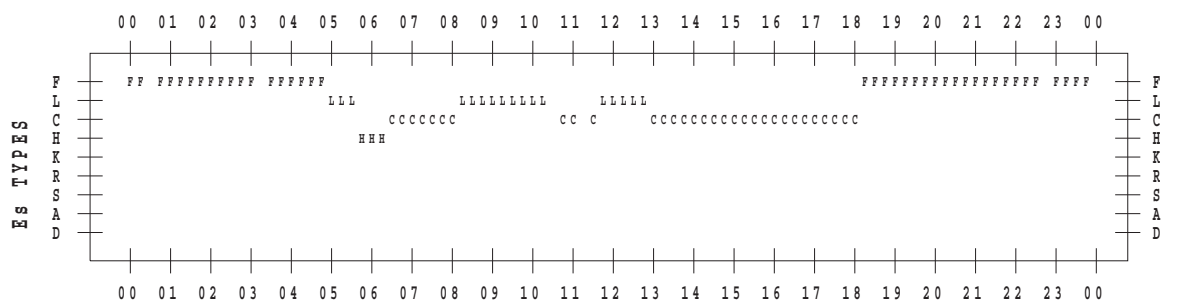 00 01 02 03 04 05 06 07 08 09 10 11 12 13 14 15 16 17 18 19 20 21 22 23 00
F FF FFFFFFFFFF FFFFFF FFFFFFFFFFFFFFFFFF FFFF F
L LLL LLLLLLLLL LLLLL L
C CCCCCCC CC C CCCCCCCCCCCCCCCCCCCCC C
H HHH H
K K
R R
S S
A A
D D
Es TYPES
00 01 02 03 04 05 06 07 08 09 10 11 12 13 14 15 16 17 18 19 20 21 22 23 00